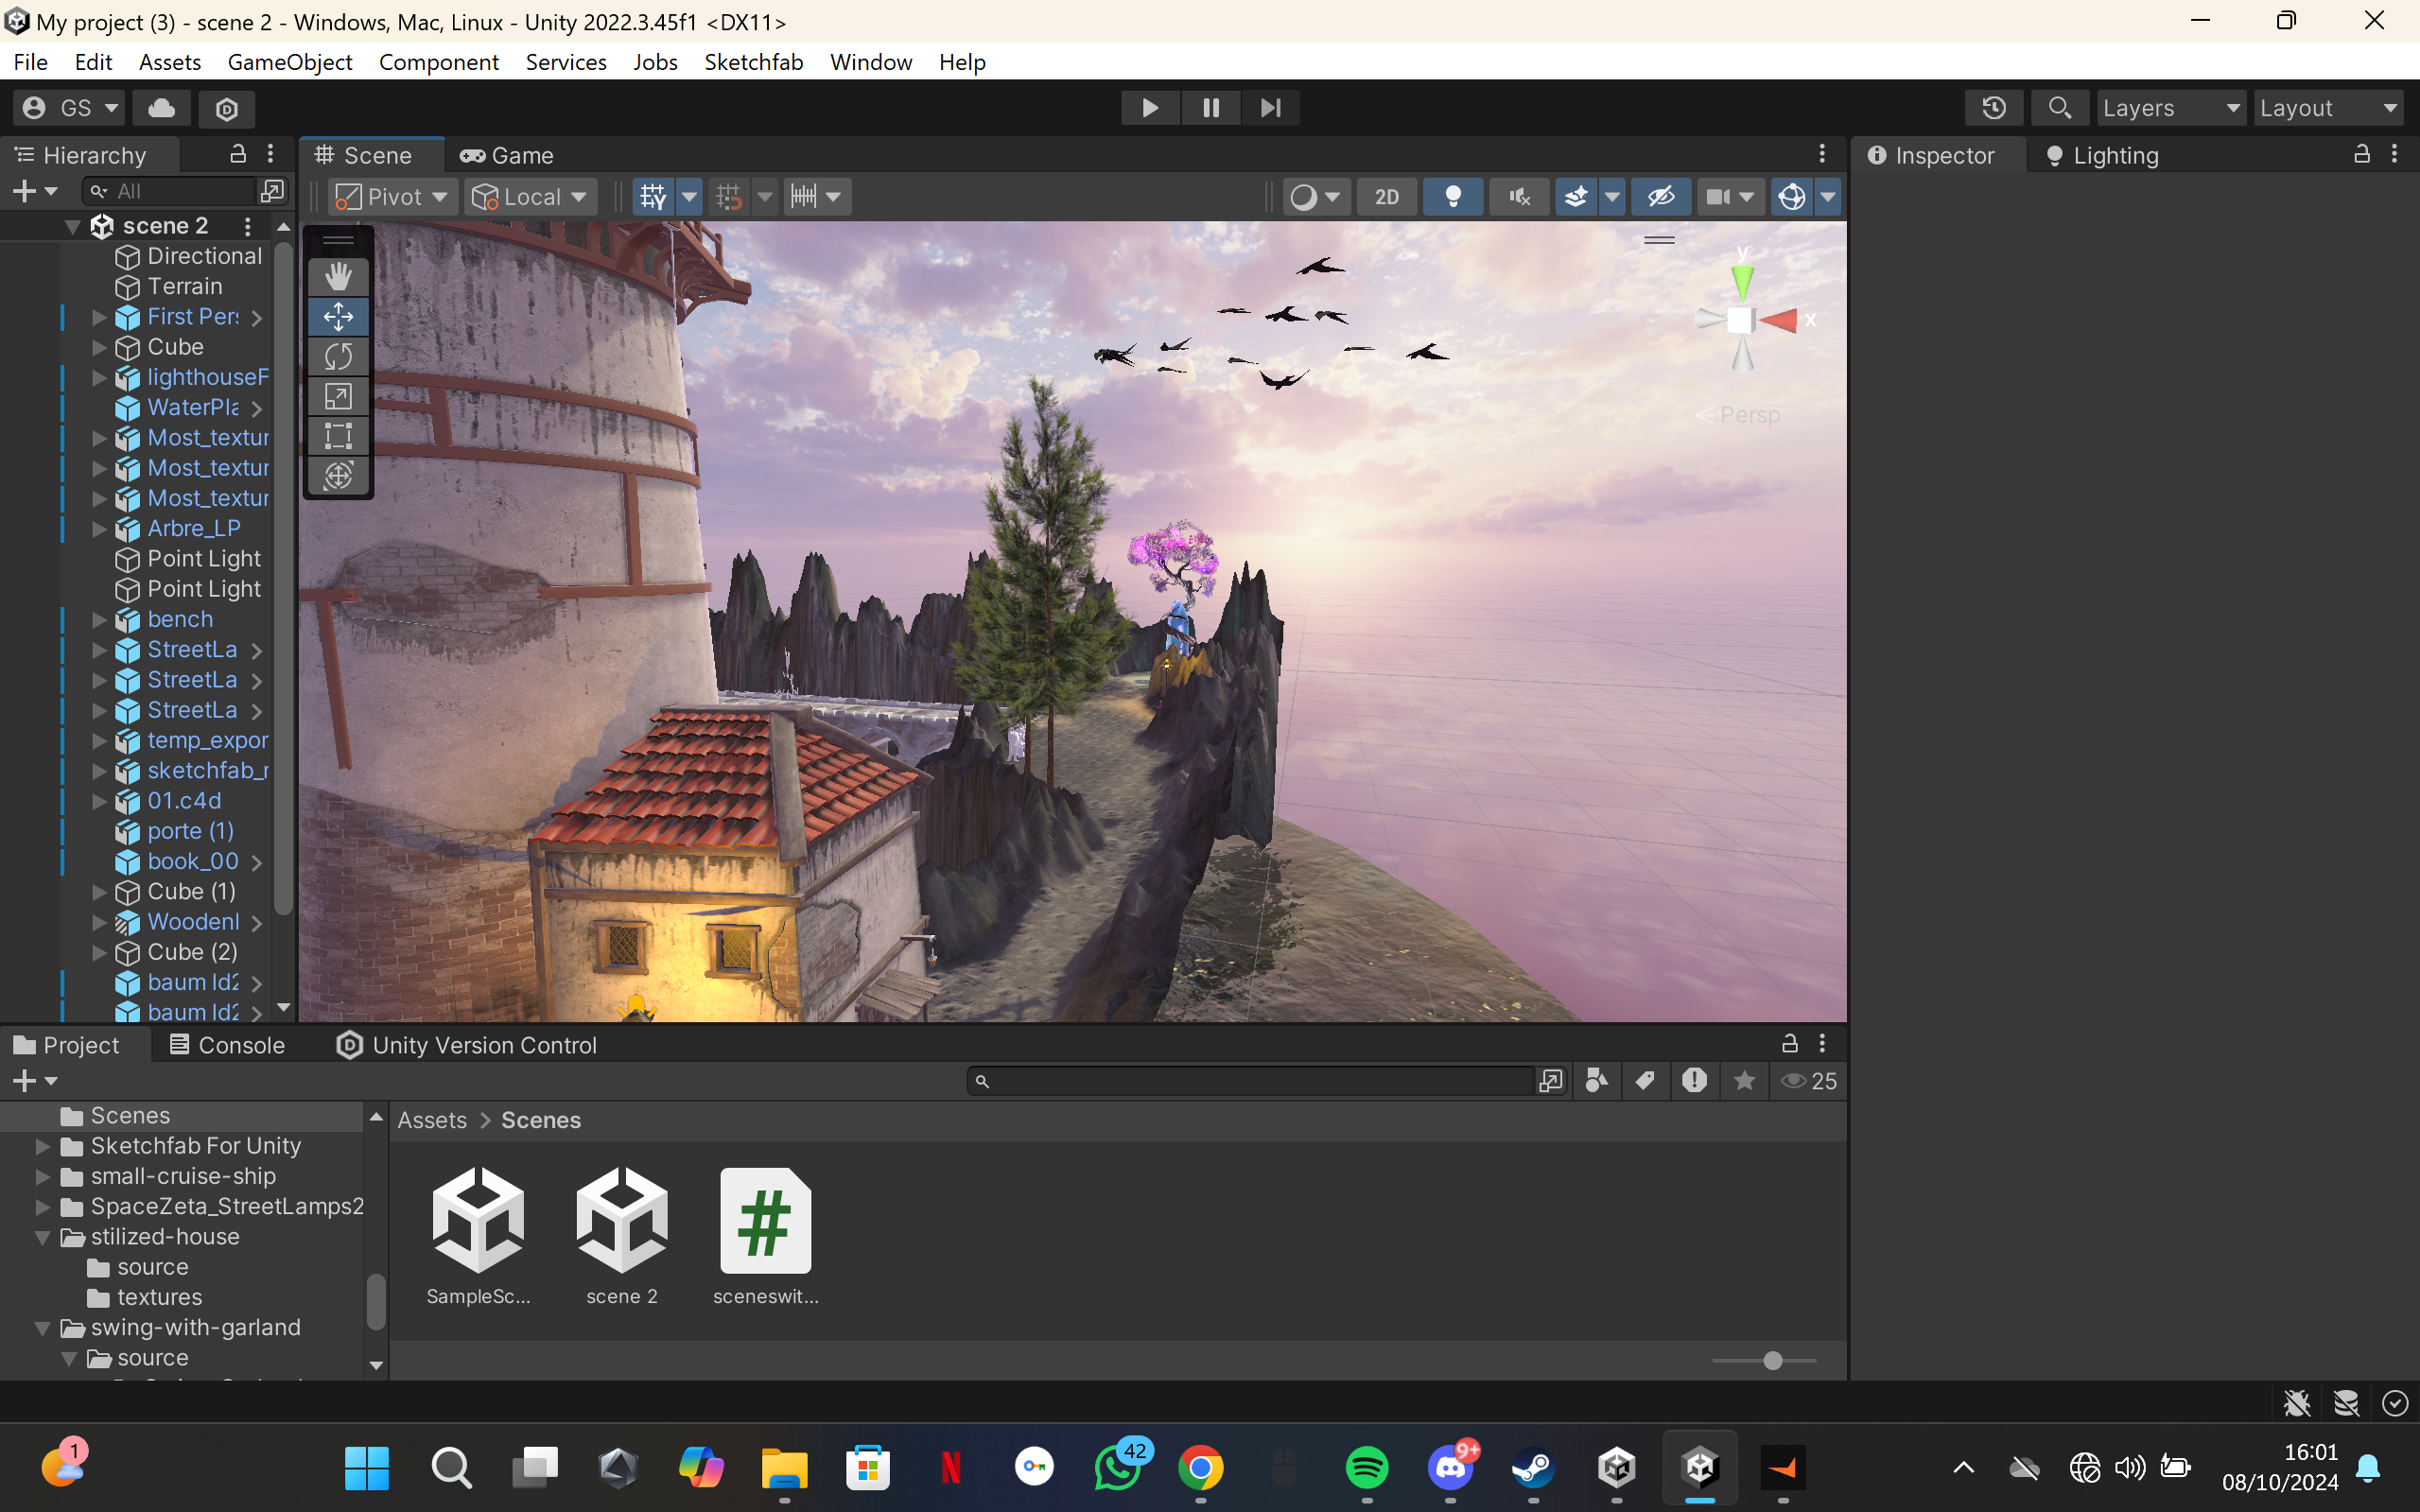 My project (3) - scene 2 - Windows, Mac, Linux - Unity 2022.3.45f1 <DX11>
File Edit Assets GameObject Component Services Jobs Sketchfab Window Help
GS Layers Layout
Hierarchy
All
scene 2
Directional
Terrain
First Per
Cube
lighthouseF
WaterPla
Most_textur
Most_textur
Most_textur
Arbre_LP
Point Light
Point Light
bench
StreetLa
StreetLa
StreetLa
temp_expor
sketchfab_r
01.c4d
porte (1)
book_00
Cube (1)
Woodenl
Cube (2)
baum ld2
baum ld2
Scene Game
Pivot Local 2D
y
x
< Persp
Inspector Lighting
Project Console Unity Version Control
25
Scenes
Sketchfab For Unity
small-cruise-ship
SpaceZeta_StreetLamps2
stilized-house
source
textures
swing-with-garland
source
Assets > Scenes
#
SampleSc... scene 2 sceneswit...
1
N
42
9+
16:01
08/10/2024